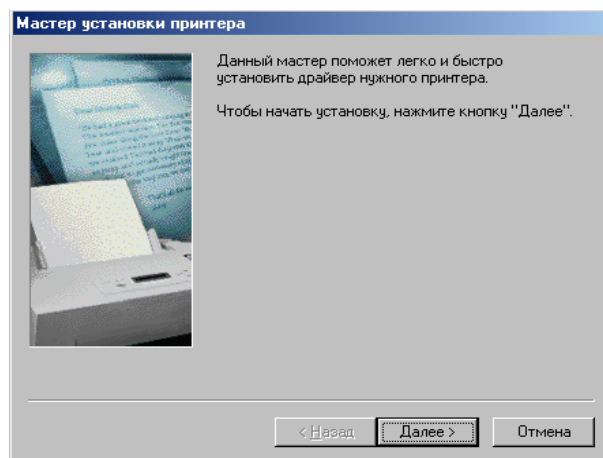 Мастер установки принтера
Данный мастер поможет легко и быстро
установить драйвер нужного принтера.
Чтобы начать установку, нажмите кнопку "Далее".
< Назад
Далее >
Отмена